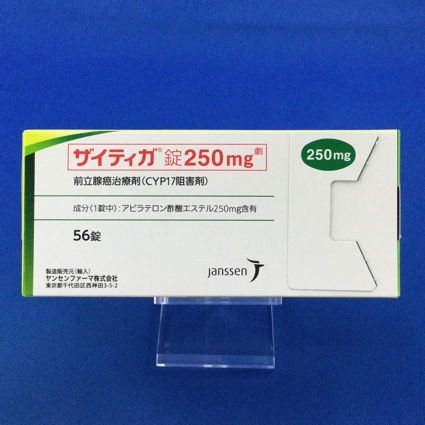 ザイティガ®錠250mg 劇
250mg
前立腺癌治療剤(CYP17阻害剤)
成分(1錠中):アビラテロン酢酸エステル250mg含有
56錠
janssen
製造販売元(輸入)
ヤンセンファーマ株式会社
東京都千代田区西神田3-5-2